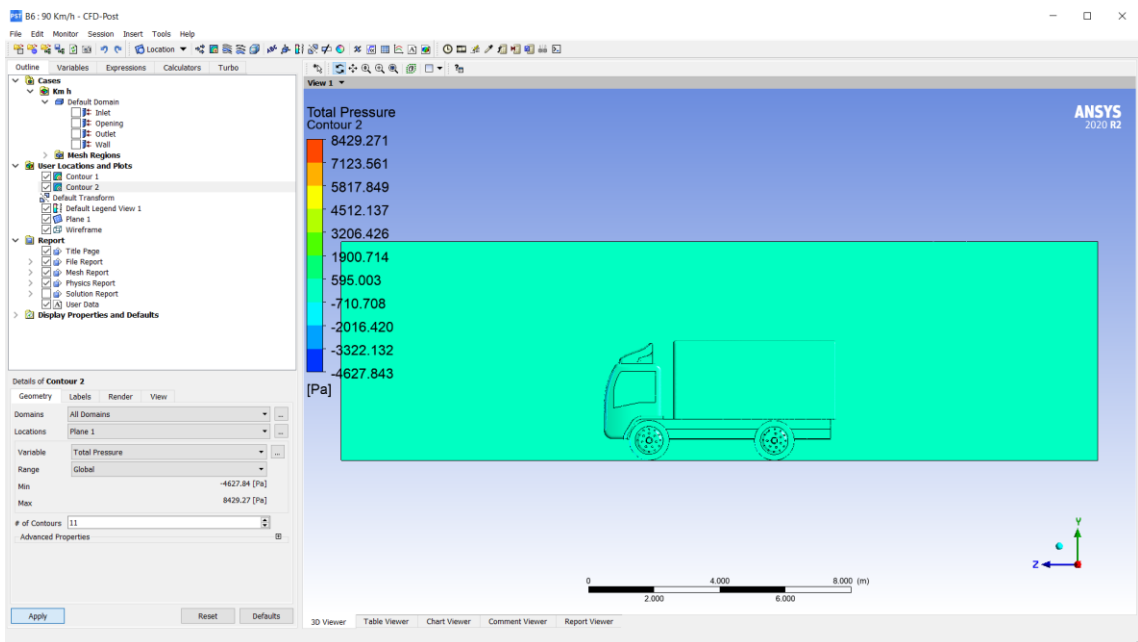 B6 : 90 Km/h - CFD-Post
File Edit Monitor Session Insert Tools Help
Location
Outline Variables Expressions Calculators Turbo
Cases
Km h
Default Domain
Inlet
Opening
Outlet
Wall
Mesh Regions
User Locations and Plots
Contour 1
Contour 2
Default Transform
Default Legend View 1
Plane 1
Wireframe
Report
Title Page
File Report
Mesh Report
Physics Report
Solution Report
User Data
Display Properties and Defaults
Details of Contour 2
Geometry Labels Render View
Domains All Domains ...
Locations Plane 1 ...
Variable Total Pressure ...
Range Global
Min -4627.84 [Pa]
Max 8429.27 [Pa]
# of Contours 11
Advanced Properties
Apply Reset Defaults
View 1
Total Pressure
Contour 2
8429.271
7123.561
5817.849
4512.137
3206.426
1900.714
595.003
-710.708
-2016.420
-3322.132
-4627.843
[Pa]
ANSYS
2020 R2
Y
Z
0 4.000 8.000 (m)
2.000 6.000
3D Viewer Table Viewer Chart Viewer Comment Viewer Report Viewer